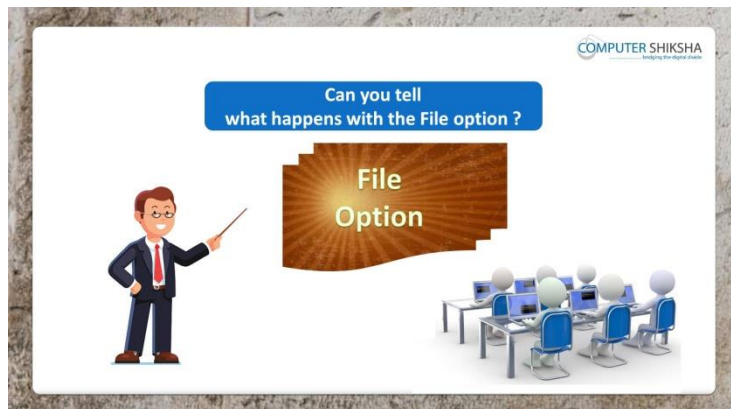 COMPUTER SHIKSHA
bridging the digital divide
Can you tell
what happens with the File option ?
File
Option